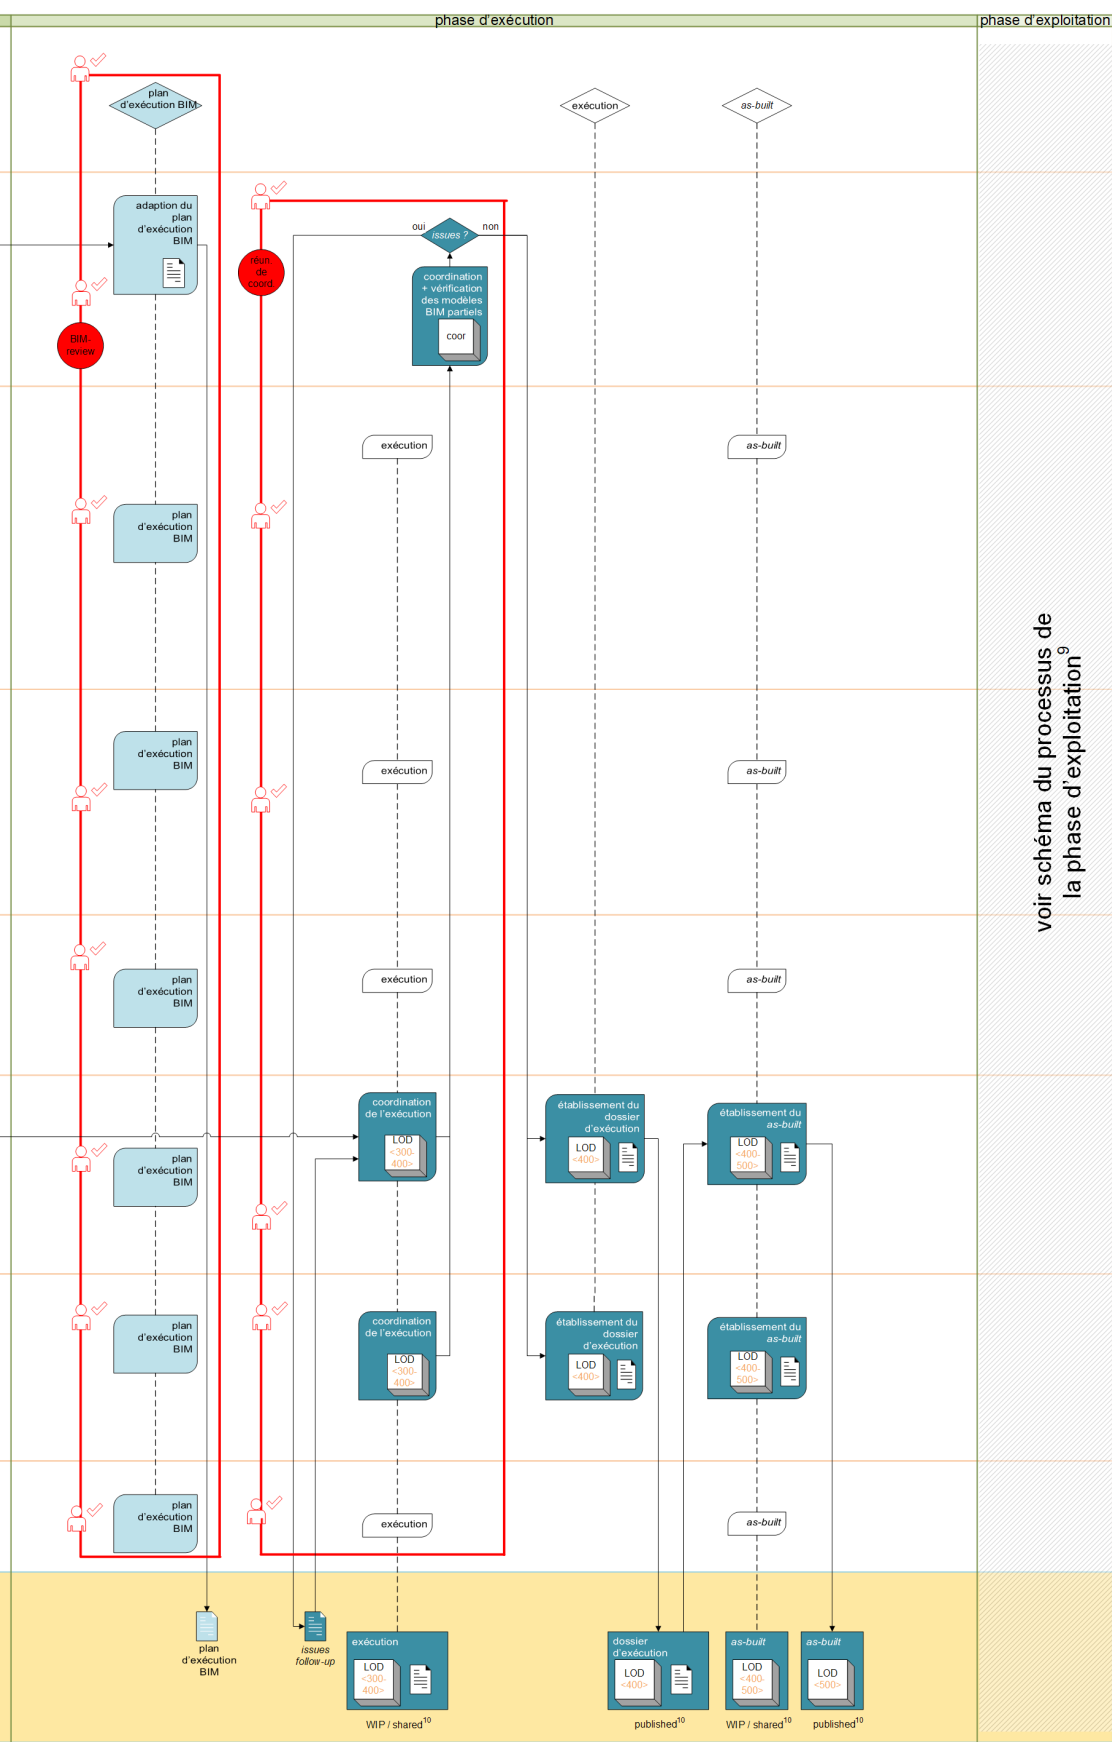 phase d'exécution
phase d'exploitation
plan
d'exécution BIM
exécution
as-built
adaption du
plan
d'exécution
BIM
oui
issues ?
non
réun.
de
coord.
coordination
+ vérification
des modèles
BIM partiels
coor
BIM-
review
exécution
as-built
plan
d'exécution
BIM
voir schéma du processus de
la phase d'exploitation9
plan
d'exécution
BIM
exécution
as-built
plan
d'exécution
BIM
exécution
as-built
coordination
de l'exécution
LOD
<300-
400>
établissement du
dossier
d'exécution
LOD
<400>
établissement du
as-built
LOD
<400-
500>
plan
d'exécution
BIM
plan
d'exécution
BIM
coordination
de l'exécution
LOD
<300-
400>
établissement du
dossier
d'exécution
LOD
<400>
établissement du
as-built
LOD
<400-
500>
plan
d'exécution
BIM
exécution
as-built
plan
d'exécution
BIM
issues
follow-up
exécution
LOD
<300-
400>
WIP / shared10
dossier
d'exécution
LOD
<400>
published10
as-built
LOD
<400-
500>
WIP / shared10
as-built
LOD
<500>
published10